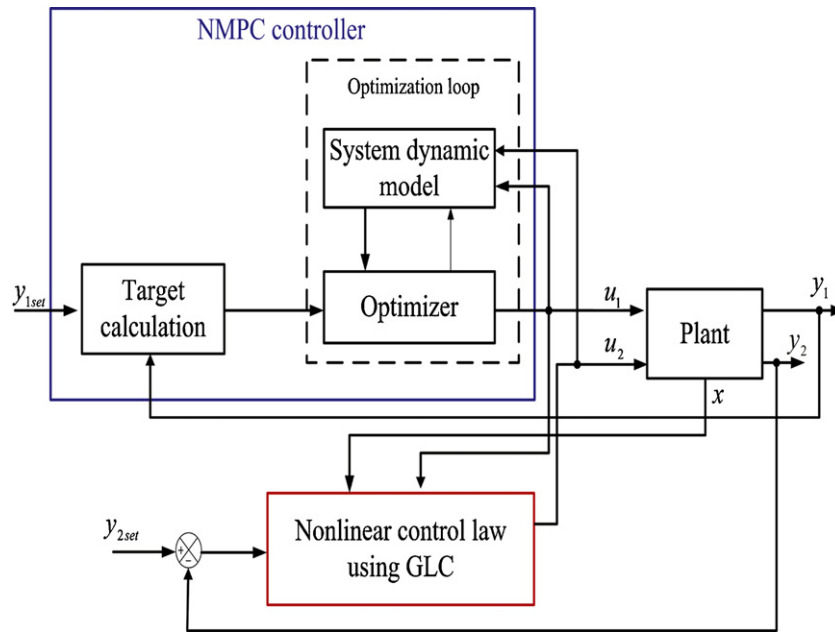 NMPC controller
Optimization loop
System dynamic
model
y1set
Target
calculation
Optimizer
u1
u2
Plant
y1
y2
x
y2set
+
-
Nonlinear control law
using GLC